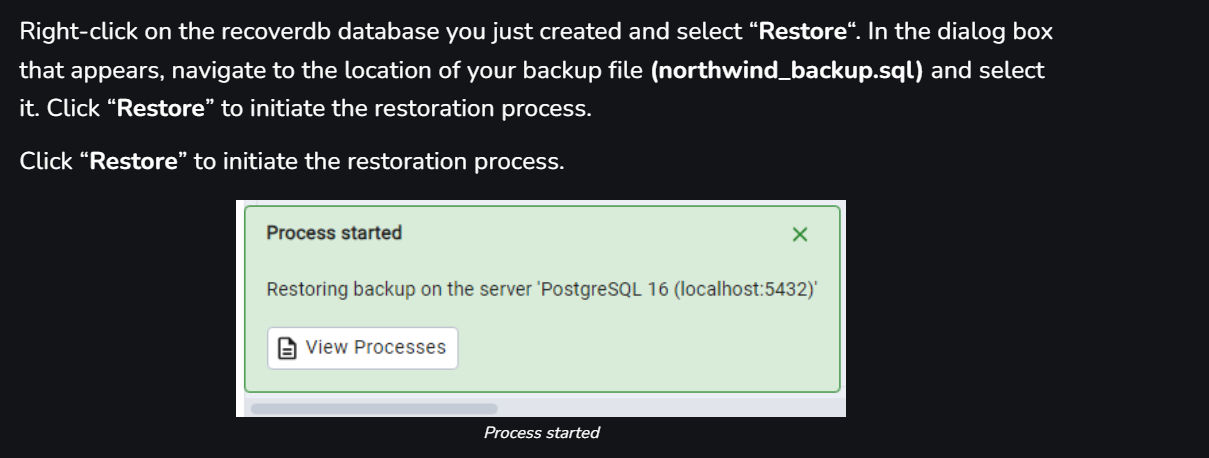 Right-click on the recoverdb database you just created and select “Restore“. In the dialog box
that appears, navigate to the location of your backup file (northwind_backup.sql) and select
it. Click “Restore” to initiate the restoration process.
Click “Restore” to initiate the restoration process.
Process started
Restoring backup on the server 'PostgreSQL 16 (localhost:5432)'
View Processes
Process started